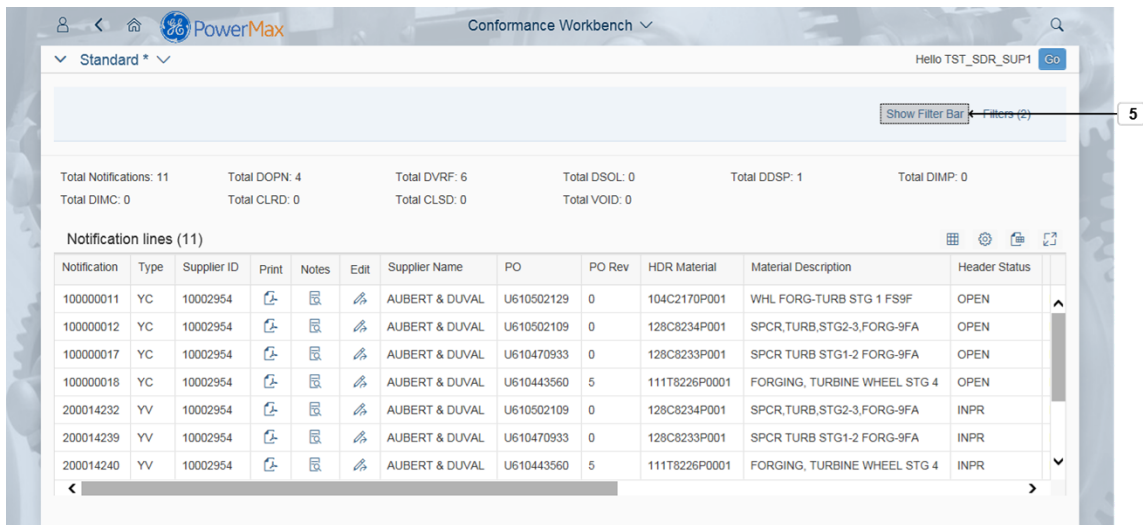 PowerMax
Conformance Workbench
Standard *
Hello TST_SDR_SUP1 Go
Show Filter Bar Filters (2)
5
Total Notifications: 11 Total DOPN: 4 Total DVRF: 6 Total DSOL: 0 Total DDSP: 1 Total DIMP: 0
Total DIMC: 0 Total CLRD: 0 Total CLSD: 0 Total VOID: 0
Notification lines (11)
Notification Type Supplier ID Print Notes Edit Supplier Name PO PO Rev HDR Material Material Description Header Status
100000011 YC 10002954 AUBERT & DUVAL U610502129 0 104C2170P001 WHL FORG-TURB STG 1 FS9F OPEN
100000012 YC 10002954 AUBERT & DUVAL U610502109 0 128C8234P001 SPCR,TURB,STG2-3,FORG-9FA OPEN
100000017 YC 10002954 AUBERT & DUVAL U610470933 0 128C8233P001 SPCR TURB STG1-2 FORG-9FA OPEN
100000018 YC 10002954 AUBERT & DUVAL U610443560 5 111T8226P0001 FORGING, TURBINE WHEEL STG 4 OPEN
200014232 YV 10002954 AUBERT & DUVAL U610502109 0 128C8234P001 SPCR,TURB,STG2-3,FORG-9FA INPR
200014239 YV 10002954 AUBERT & DUVAL U610470933 0 128C8233P001 SPCR TURB STG1-2 FORG-9FA INPR
200014240 YV 10002954 AUBERT & DUVAL U610443560 5 111T8226P0001 FORGING, TURBINE WHEEL STG 4 INPR